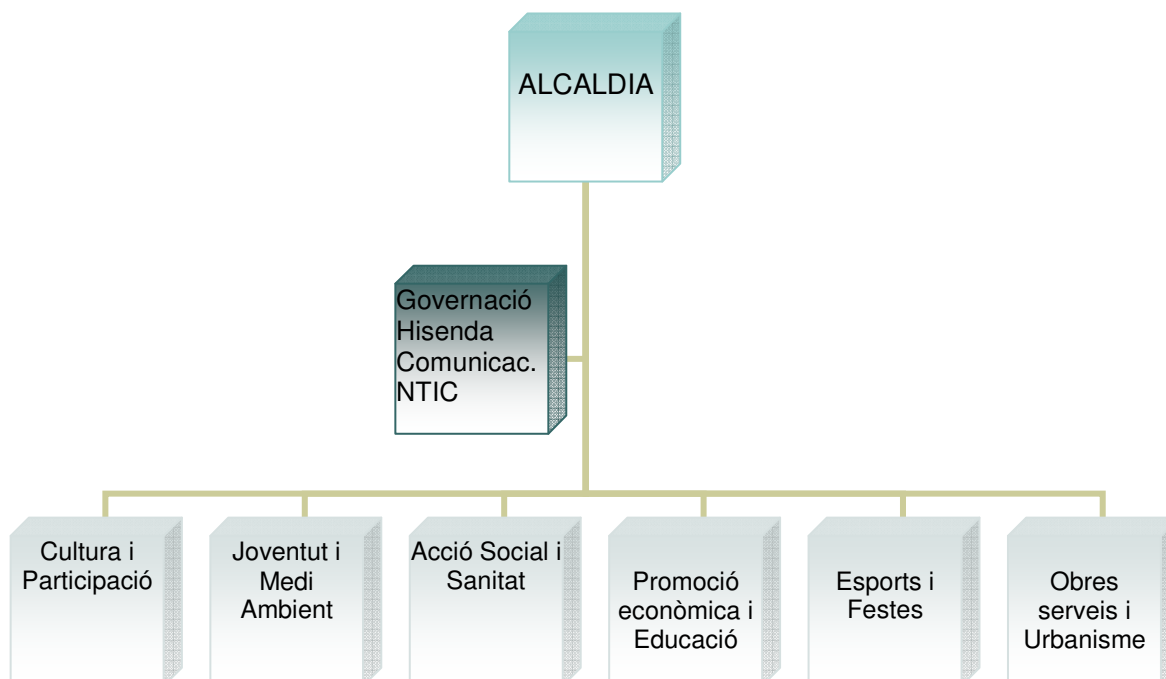 ALCALDIA
Governació
Hisenda
Comunicac.
NTIC
Cultura i
Participació
Joventut i
Medi
Ambient
Acció Social i
Sanitat
Promoció
econòmica i
Educació
Esports i
Festes
Obres
serveis i
Urbanisme